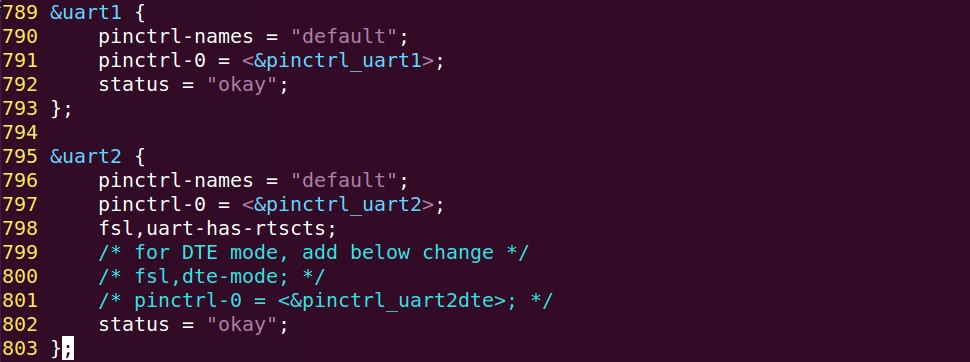 789 &uart1 {
790     pinctrl-names = "default";
791     pinctrl-0 = <&pinctrl_uart1>;
792     status = "okay";
793 };
794
795 &uart2 {
796     pinctrl-names = "default";
797     pinctrl-0 = <&pinctrl_uart2>;
798     fsl,uart-has-rtscts;
799     /* for DTE mode, add below change */
800     /* fsl,dte-mode; */
801     /* pinctrl-0 = <&pinctrl_uart2dte>; */
802     status = "okay";
803 };